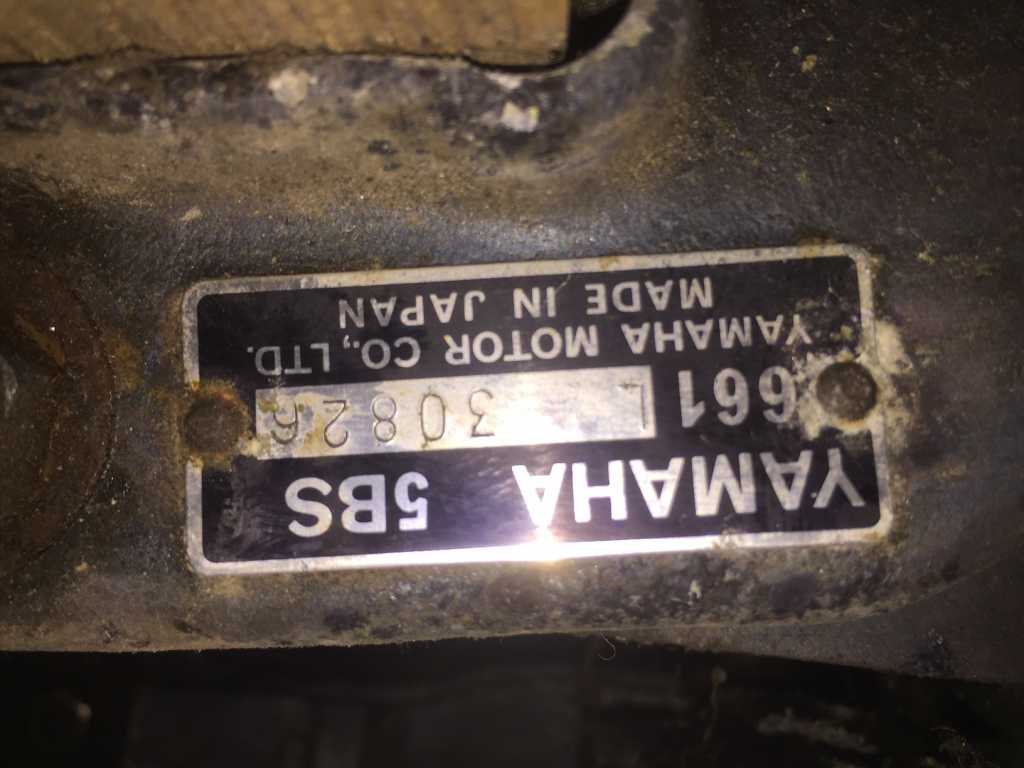 YAMAHA 5BS
661 L 30826
YAMAHA MOTOR CO., LTD.
MADE IN JAPAN